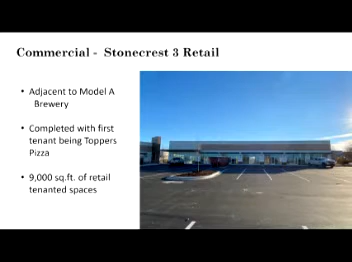 Commercial - Stonecrest 3 Retail
• Adjacent to Model A
Brewery
• Completed with first
tenant being Toppers
Pizza
• 9,000 sq.ft. of retail
tenanted spaces